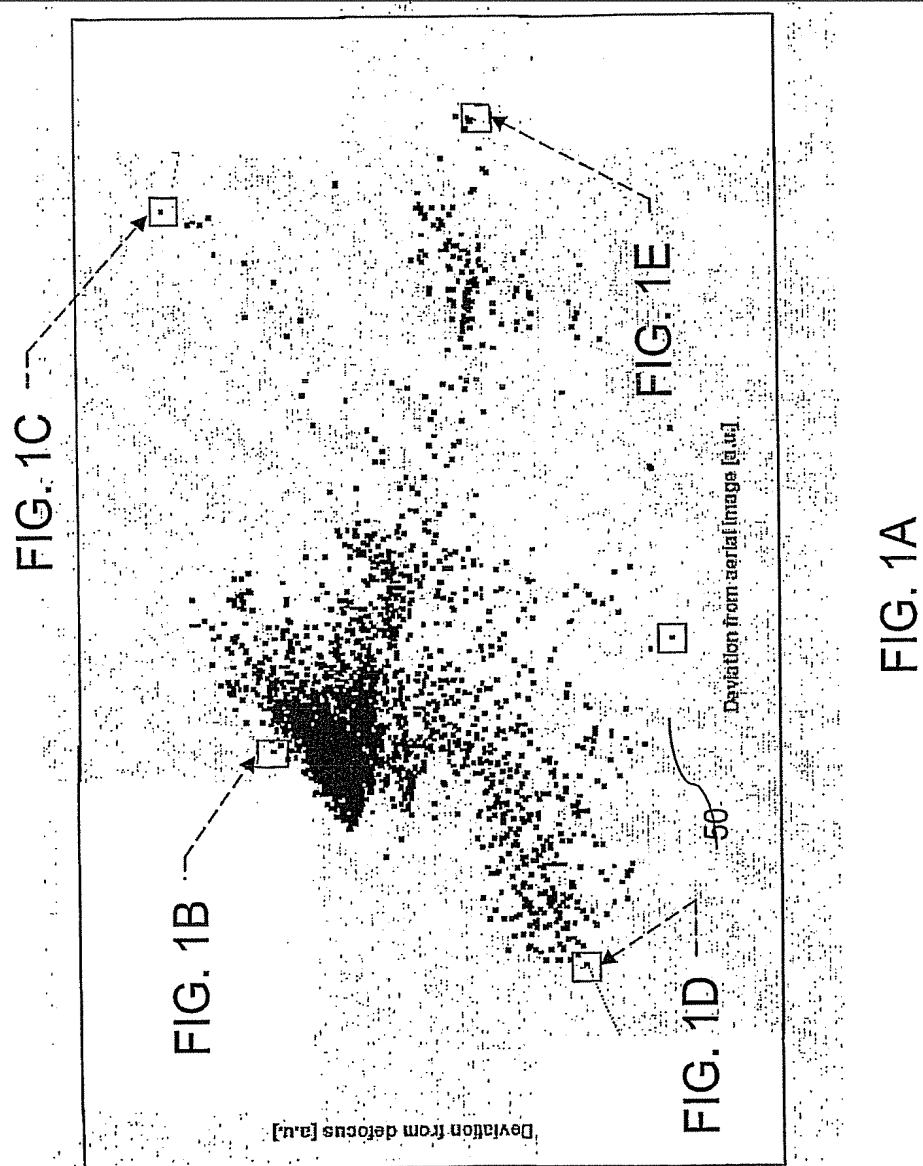 FIG. 1C
FIG. 1B
FIG. 1E
FIG. 1D
50
Deviation from defocus [a.u.]
Deviation from aerial image [a.u.]
FIG. 1A